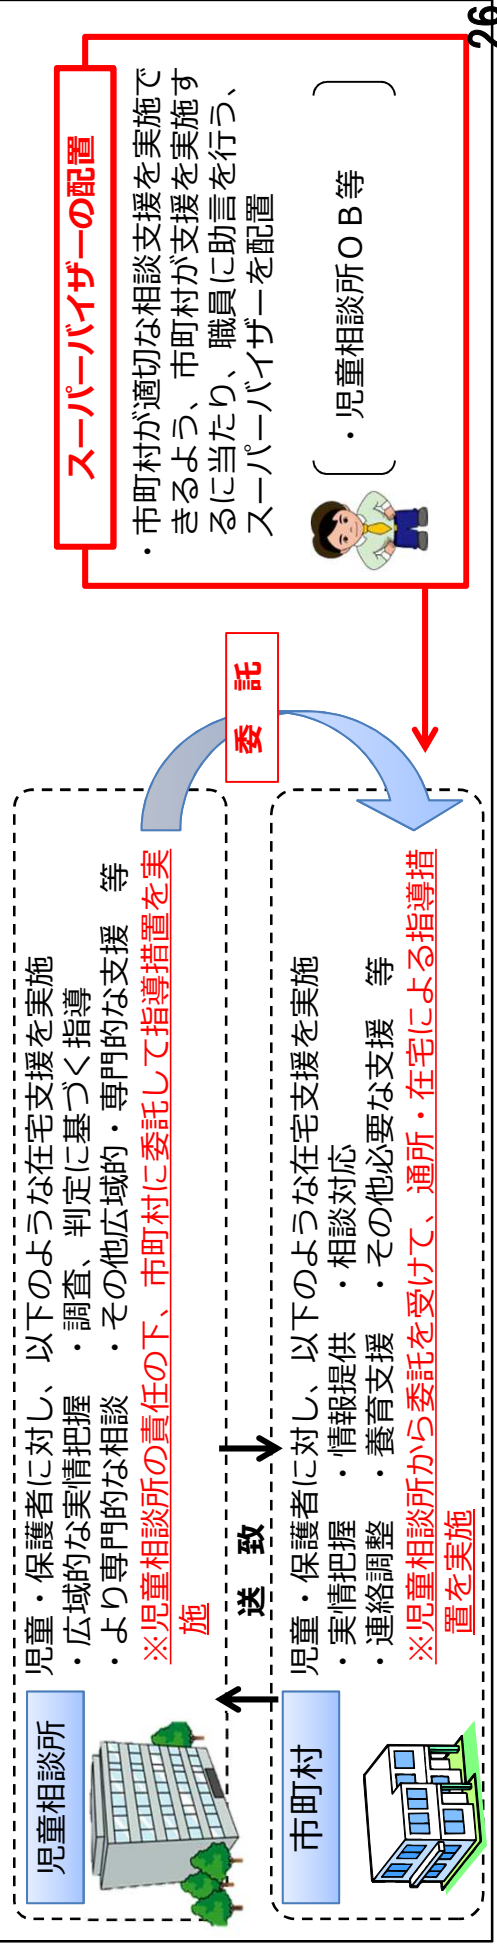 児童相談所
児童・保護者に対し、以下のような在宅支援を実施
・広域的な実情把握　・調査、判定に基づく指導
・より専門的な相談　・その他広域的・専門的な支援　等
※児童相談所の責任の下、市町村に委託して指導措置を実
施
送 致
委 託
市町村
児童・保護者に対し、以下のような在宅支援を実施
・実情把握　・情報提供　・相談対応
・連絡調整　・養育支援　・その他必要な支援　等
※児童相談所から委託を受けて、通所・在宅による指導措
置を実施
スーパーバイザーの配置
・市町村が適切な相談支援を実施で
きるよう、市町村が支援を実施す
るに当たり、職員に助言を行う、
スーパーバイザーを配置
・児童相談所ＯＢ等
26